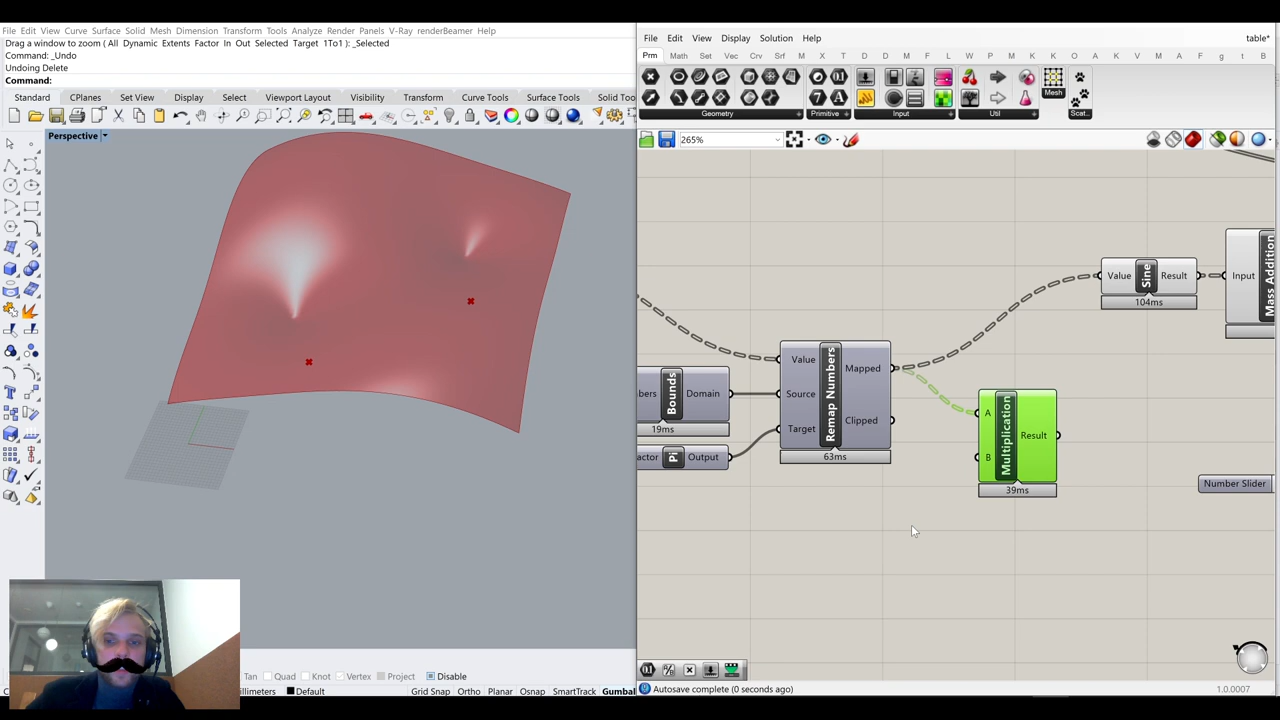 File Edit View Curve Surface Solid Mesh Dimension Transform Tools Analyze Render Panels V-Ray renderBeamer Help
Drag a window to zoom ( All Dynamic Extents Factor In Out Selected Target 1To1 ): _Selected
Command: _Undo
Undoing Delete
Command:
Standard CPlanes Set View Display Select Viewport Layout Visibility Transform Curve Tools Surface Tools Solid Too
Perspective
Tan Quad Knot Vertex Project Disable
illimeters Default Grid Snap Ortho Planar Osnap SmartTrack Gumbal
File Edit View Display Solution Help table*
Prm Math Set Vec Crv Srf M X T D A M F L W P M K K C V M A F g t B
Geometry Primitive Input Util Scat...
Mesh
265%
Value Sine Result
104ms
Input Mass Addition
bers Bounds Domain
19ms
actor Pi Output
Value Source Target Remap Numbers Mapped Clipped
63ms
A B Multiplication Result
39ms
Number Slider
Autosave complete (0 seconds ago) 1.0.0007